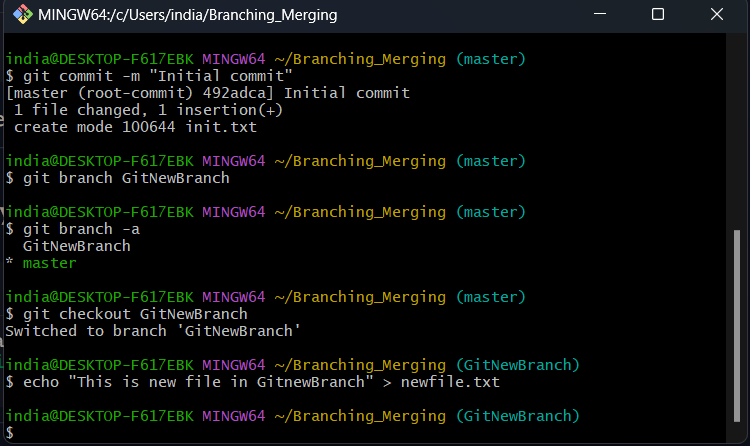 MINGW64:/c/Users/india/Branching_Merging
india@DESKTOP-F617EBK MINGW64 ~/Branching_Merging (master)
$ git commit -m "Initial commit"
[master (root-commit) 492adca] Initial commit
 1 file changed, 1 insertion(+)
 create mode 100644 init.txt
india@DESKTOP-F617EBK MINGW64 ~/Branching_Merging (master)
$ git branch GitNewBranch
india@DESKTOP-F617EBK MINGW64 ~/Branching_Merging (master)
$ git branch -a
  GitNewBranch
* master
india@DESKTOP-F617EBK MINGW64 ~/Branching_Merging (master)
$ git checkout GitNewBranch
Switched to branch 'GitNewBranch'
india@DESKTOP-F617EBK MINGW64 ~/Branching_Merging (GitNewBranch)
$ echo "This is new file in GitnewBranch" > newfile.txt
india@DESKTOP-F617EBK MINGW64 ~/Branching_Merging (GitNewBranch)
$